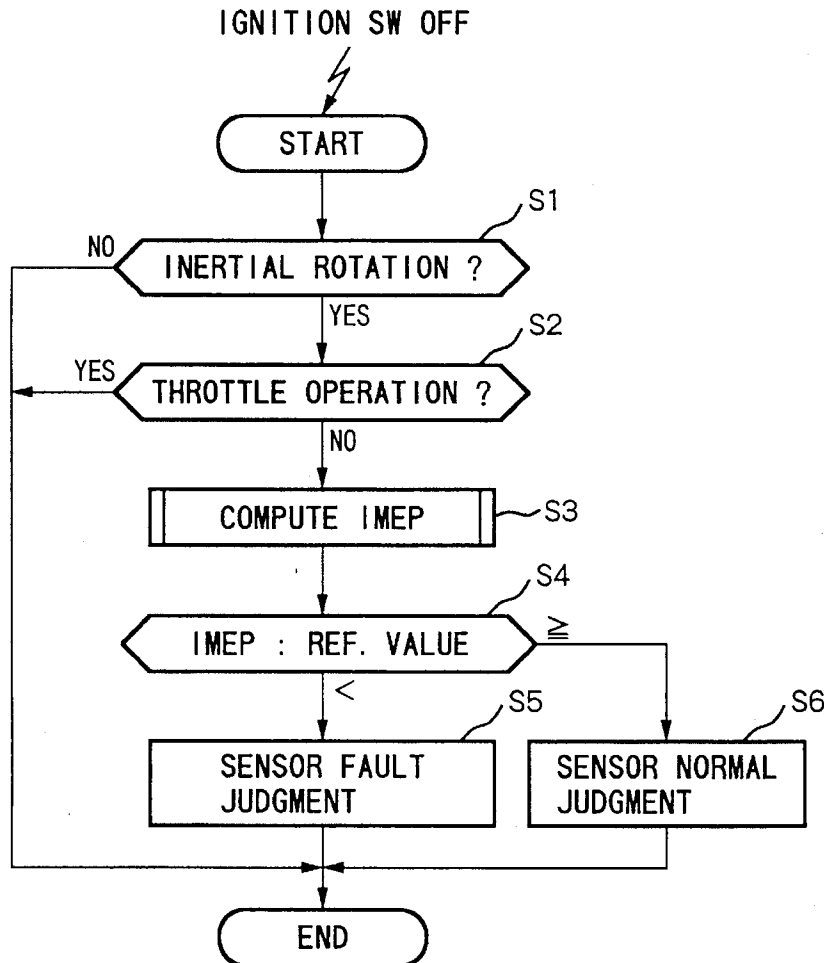 IGNITION SW OFF
START
S1
NO
INERTIAL ROTATION ?
YES
S2
YES
THROTTLE OPERATION ?
NO
COMPUTE IMEP
S3
S4
IMEP : REF. VALUE
≧
<
S5
S6
SENSOR FAULT
JUDGMENT
SENSOR NORMAL
JUDGMENT
END